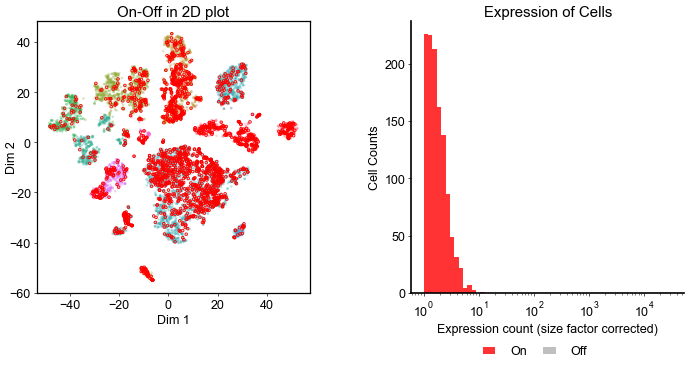 On-Off in 2D plot
40
20
0
−20
−40
−60
Dim 2
−40 −20 0 20 40
Dim 1
Expression of Cells
200
150
100
50
0
Cell Counts
10^0 10^1 10^2 10^3 10^4
Expression count (size factor corrected)
On Off